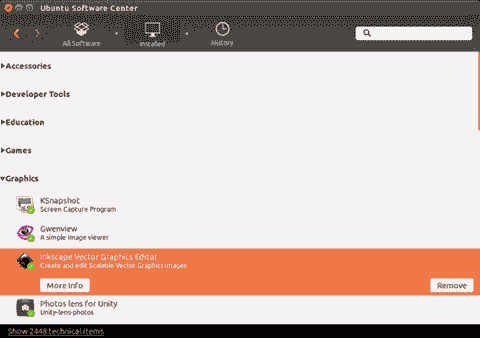 Ubuntu Software Center
All Software
Installed
History
Accessories
Developer Tools
Education
Games
Graphics
KSnapshot
Screen Capture Program
Gwenview
A simple image viewer
Inkscape Vector Graphics Editor
Create and edit Scalable Vector Graphics images
More Info
Remove
Photos lens for Unity
Unity-lens-photos
Show 2448 technical items